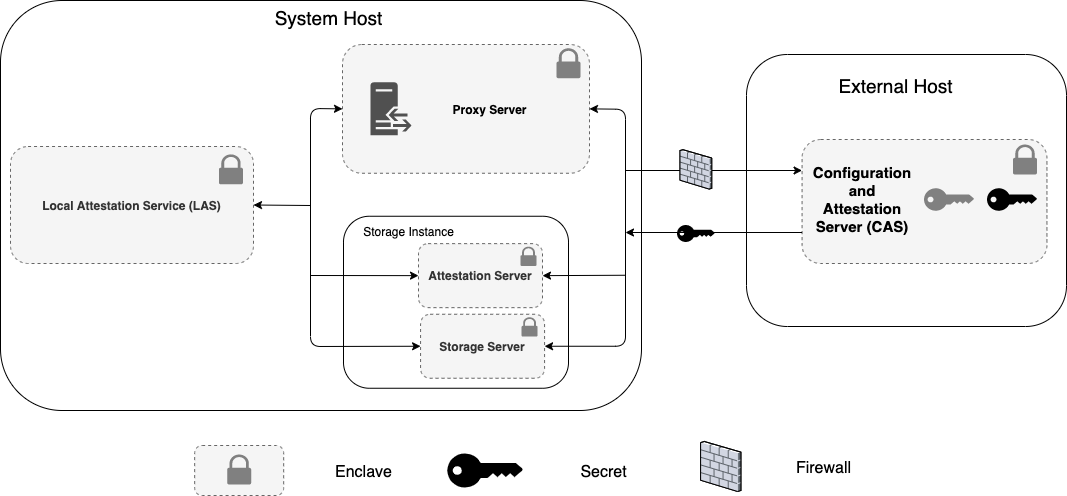 System Host
Proxy Server
Local Attestation Service (LAS)
Storage Instance
Attestation Server
Storage Server
External Host
Configuration
and
Attestation
Server (CAS)
Enclave
Secret
Firewall